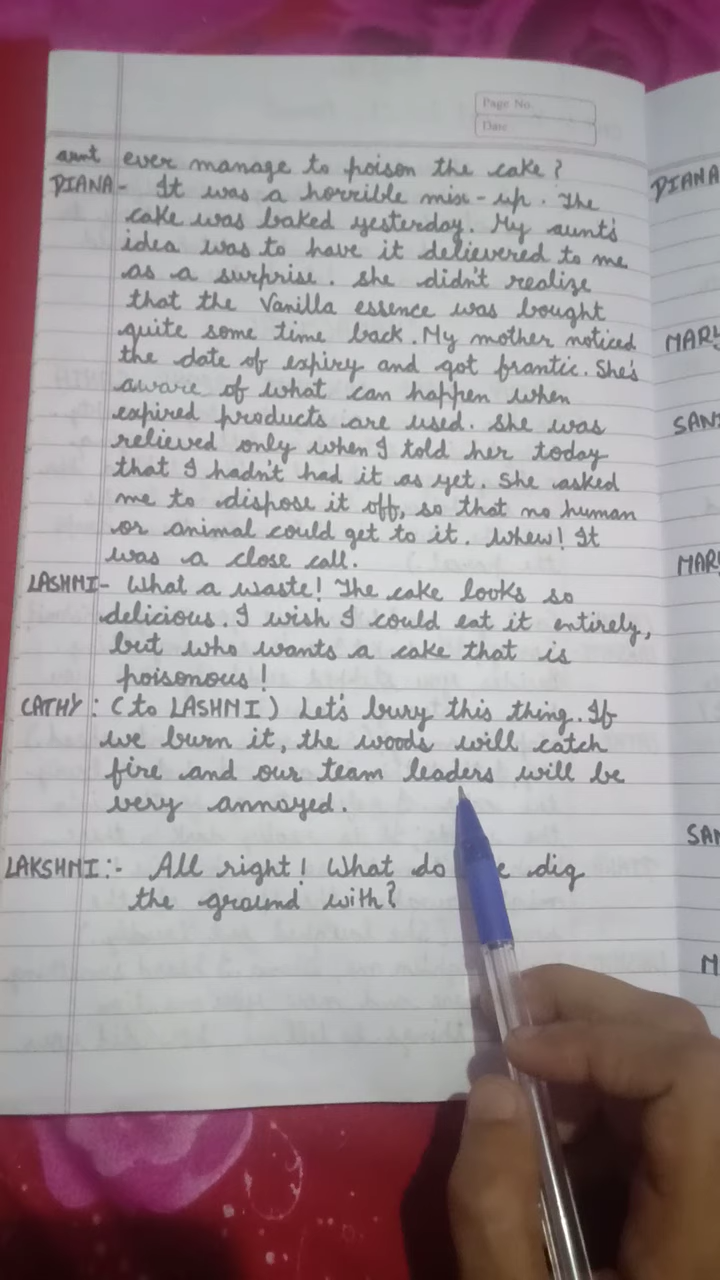 Page No.
Date
aunt ever manage to poison the cake?
DIANA- It was a horrible mix-up. The
cake was baked yesterday. My aunt's
idea was to have it delievered to me
as a surprise. She didn't realize
that the Vanilla essence was bought
quite some time back. My mother noticed
the date of expiry and got frantic. She's
aware of what can happen when
expired products are used. She was
relieved only when I told her today
that I hadn't had it as yet. She asked
me to dispose it off, so that no human
or animal could get to it. Whew! It
was a close call.
LASHMI- What a waste! The cake looks so
delicious. I wish I could eat it entirely,
but who wants a cake that is
poisonous!
CATHY: (to LASHMI) Let's bury this thing. If
we burn it, the woods will catch
fire and our team leaders will be
very annoyed.
LAKSHMI:- All right! What do e dig
the ground with?
DIANA
MARY
SAN
MAR
SAN
M